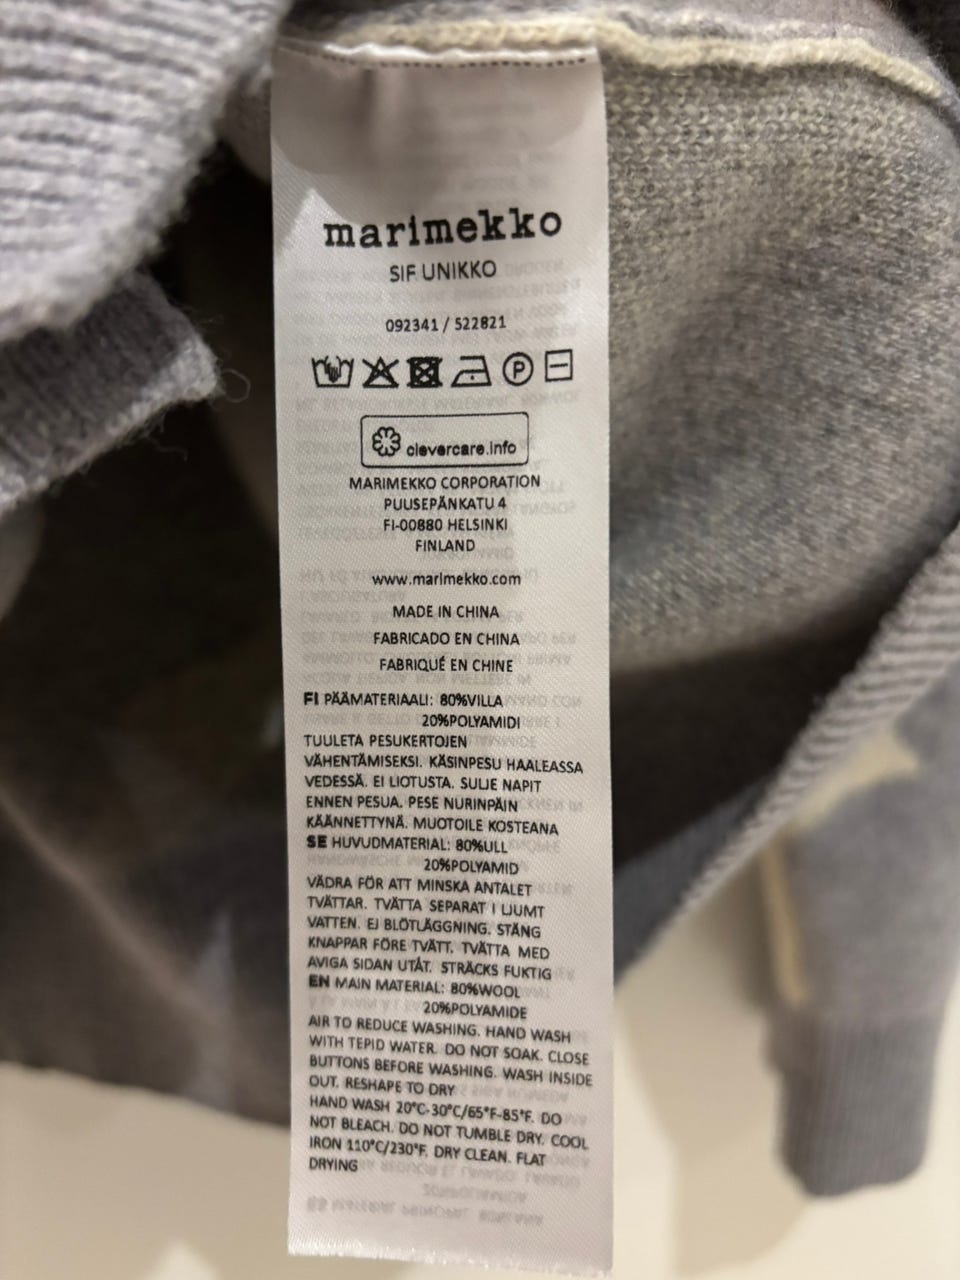 marimekko
SIF UNIKKO
092341 / 522821
P
clevercare.info
MARIMEKKO CORPORATION
PUUSEPÄNKATU 4
FI-00880 HELSINKI
FINLAND
www.marimekko.com
MADE IN CHINA
FABRICADO EN CHINA
FABRIQUÉ EN CHINE
FI PÄÄMATERIAALI: 80%VILLA
20%POLYAMIDI
TUULETA PESUKERTOJEN
VÄHENTÄMISEKSI. KÄSINPESU HAALEASSA
VEDESSÄ. EI LIOTUSTA. SULJE NAPIT
ENNEN PESUA. PESE NURINPÄIN
KÄÄNNETTYNÄ. MUOTOILE KOSTEANA
SE HUVUDMATERIAL: 80%ULL
20%POLYAMID
VÄDRA FÖR ATT MINSKA ANTALET
TVÄTTAR. TVÄTTA SEPARAT I LJUMT
VATTEN. EJ BLÖTLÄGGNING. STÄNG
KNAPPAR FÖRE TVÄTT. TVÄTTA MED
AVIGA SIDAN UTÅT. STRÄCKS FUKTIG
EN MAIN MATERIAL: 80%WOOL
20%POLYAMIDE
AIR TO REDUCE WASHING. HAND WASH
WITH TEPID WATER. DO NOT SOAK. CLOSE
BUTTONS BEFORE WASHING. WASH INSIDE
OUT. RESHAPE TO DRY
HAND WASH 20°C-30°C/65°F-85°F. DO
NOT BLEACH. DO NOT TUMBLE DRY. COOL
IRON 110°C/230°F. DRY CLEAN. FLAT
DRYING